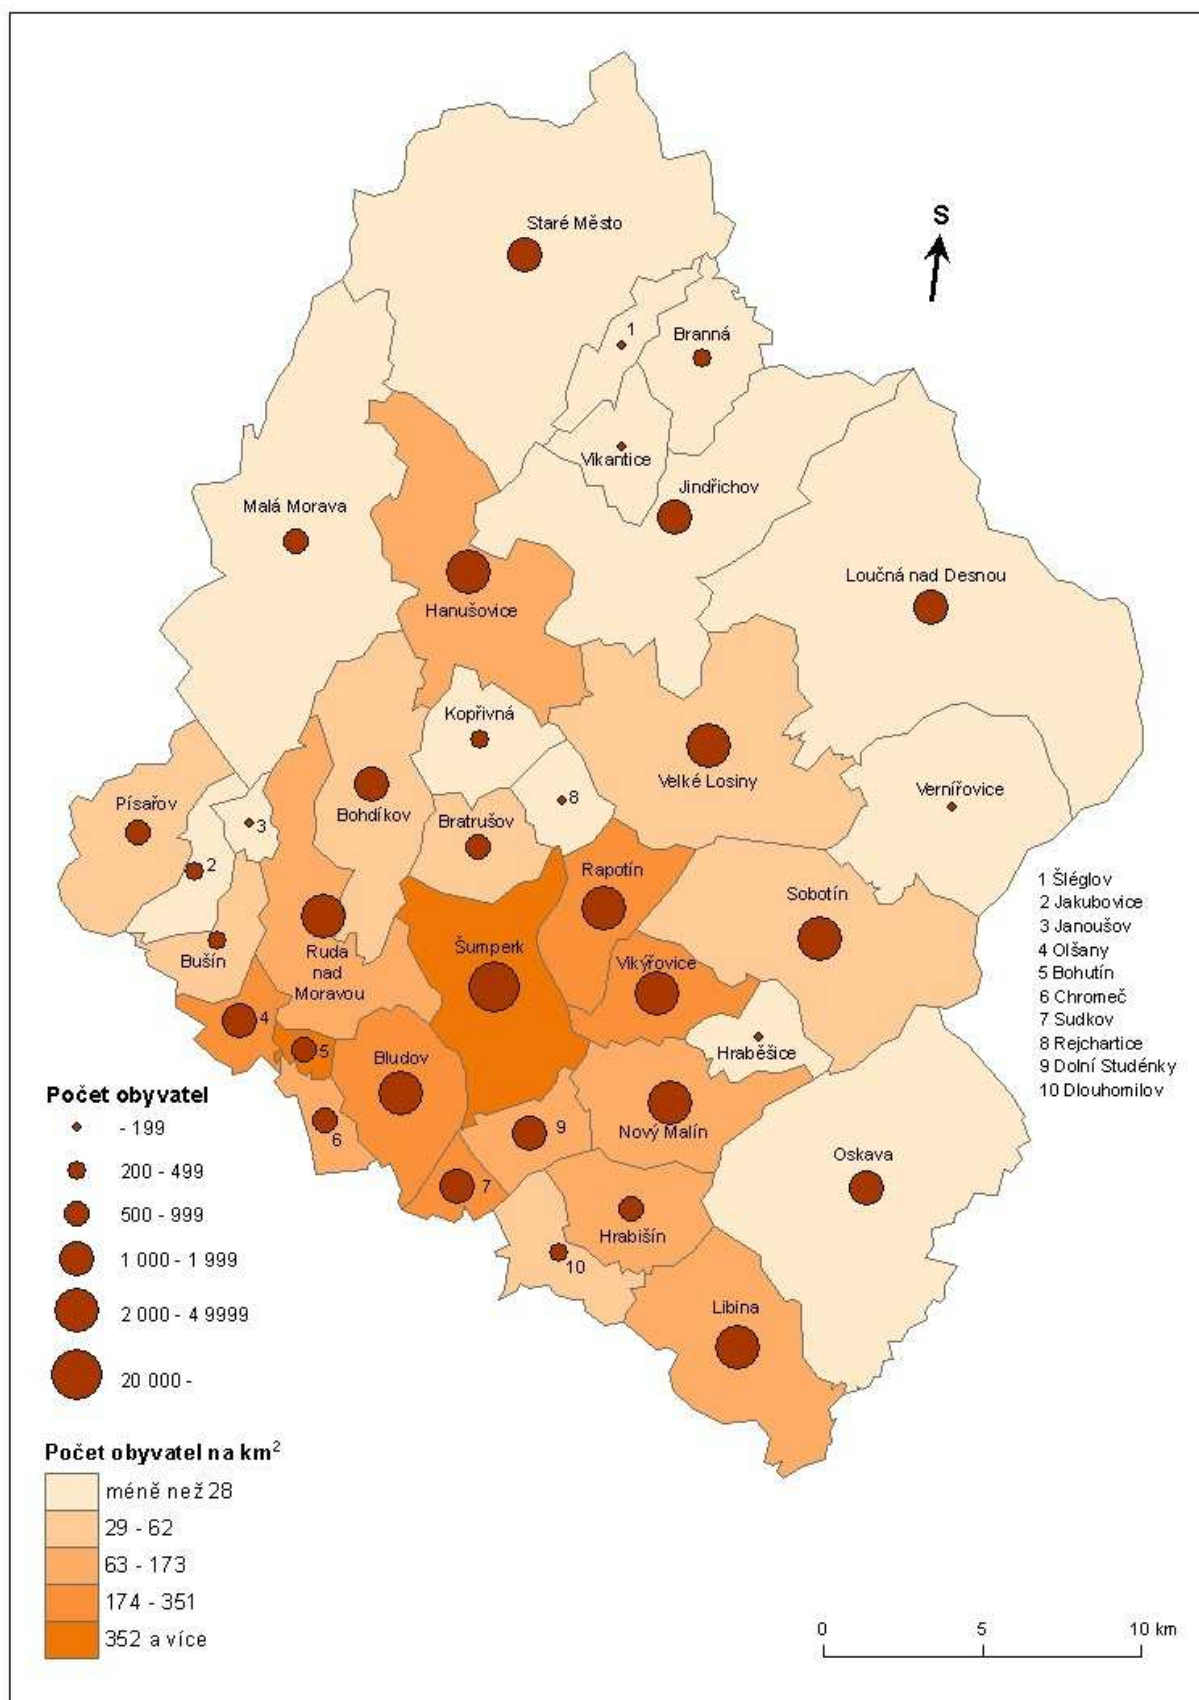 Staré Město
S
1
Branná
Vikantice
Jindřichov
Malá Morava
Loučná nad Desnou
Hanušovice
Kopřivná
Velké Losiny
Vernířovice
Písařov
3
Bohdíkov
Bratrušov
8
2
Rapotín
Sobotín
1 Šléglov
2 Jakubovice
3 Janoušov
4 Olšany
5 Bohutín
6 Chromeč
7 Sudkov
8 Rejchartice
9 Dolní Studénky
10 Dlouhomilov
Bušín
Ruda
nad
Moravou
Šumperk
Vikýřovice
4
5
Bludov
Hraběšice
6
9
Nový Malín
Oskava
7
Hrabišín
10
Libina
Počet obyvatel
- 199
200 - 499
500 - 999
1 000 - 1 999
2 000 - 4 9999
20 000 -
Počet obyvatel na km²
méně než 28
29 - 62
63 - 173
174 - 351
352 a více
0 5 10 km